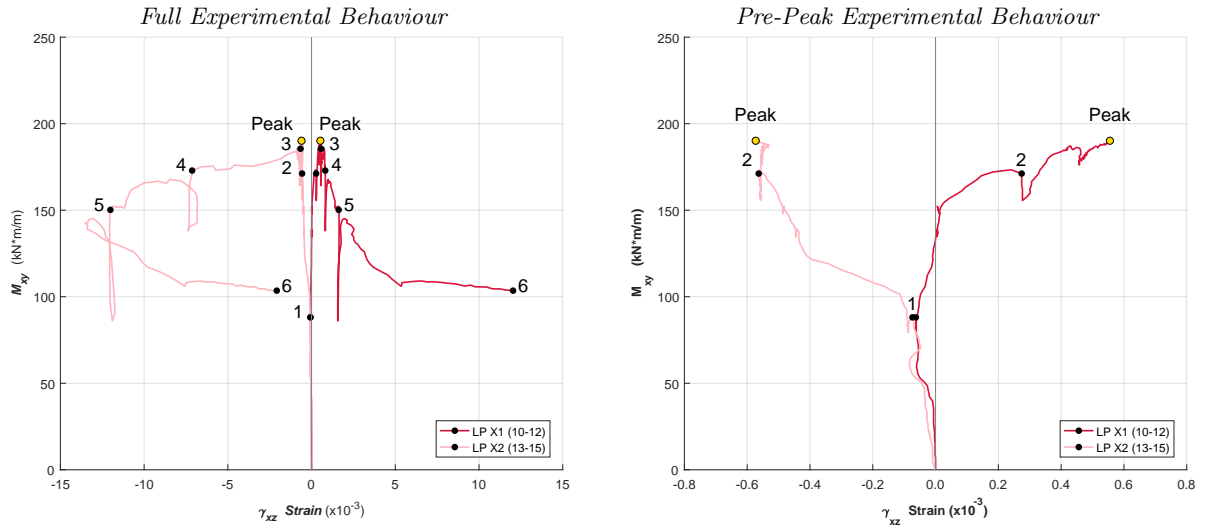 Full Experimental Behaviour
250
200
150
100
50
0
-15
-10
-5
0
5
10
15
M_xy (kN*m/m)
γ_xz Strain (x10^-3)
Peak
Peak
3
3
4
2
4
5
5
6
6
1
LP X1 (10-12)
LP X2 (13-15)
Pre-Peak Experimental Behaviour
250
200
150
100
50
0
-0.8
-0.6
-0.4
-0.2
0.0
0.2
0.4
0.6
0.8
M_xy (kN*m/m)
γ_xz Strain (x10^-3)
Peak
Peak
2
2
1
LP X1 (10-12)
LP X2 (13-15)